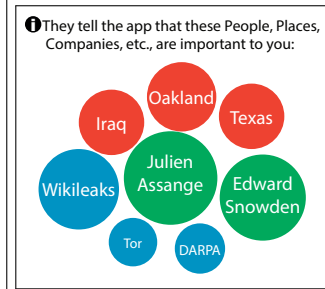 i They tell the app that these People, Places,
Companies, etc., are important to you:
Oakland
Iraq
Texas
Julien
Assange
Wikileaks
Edward
Snowden
Tor
DARPA